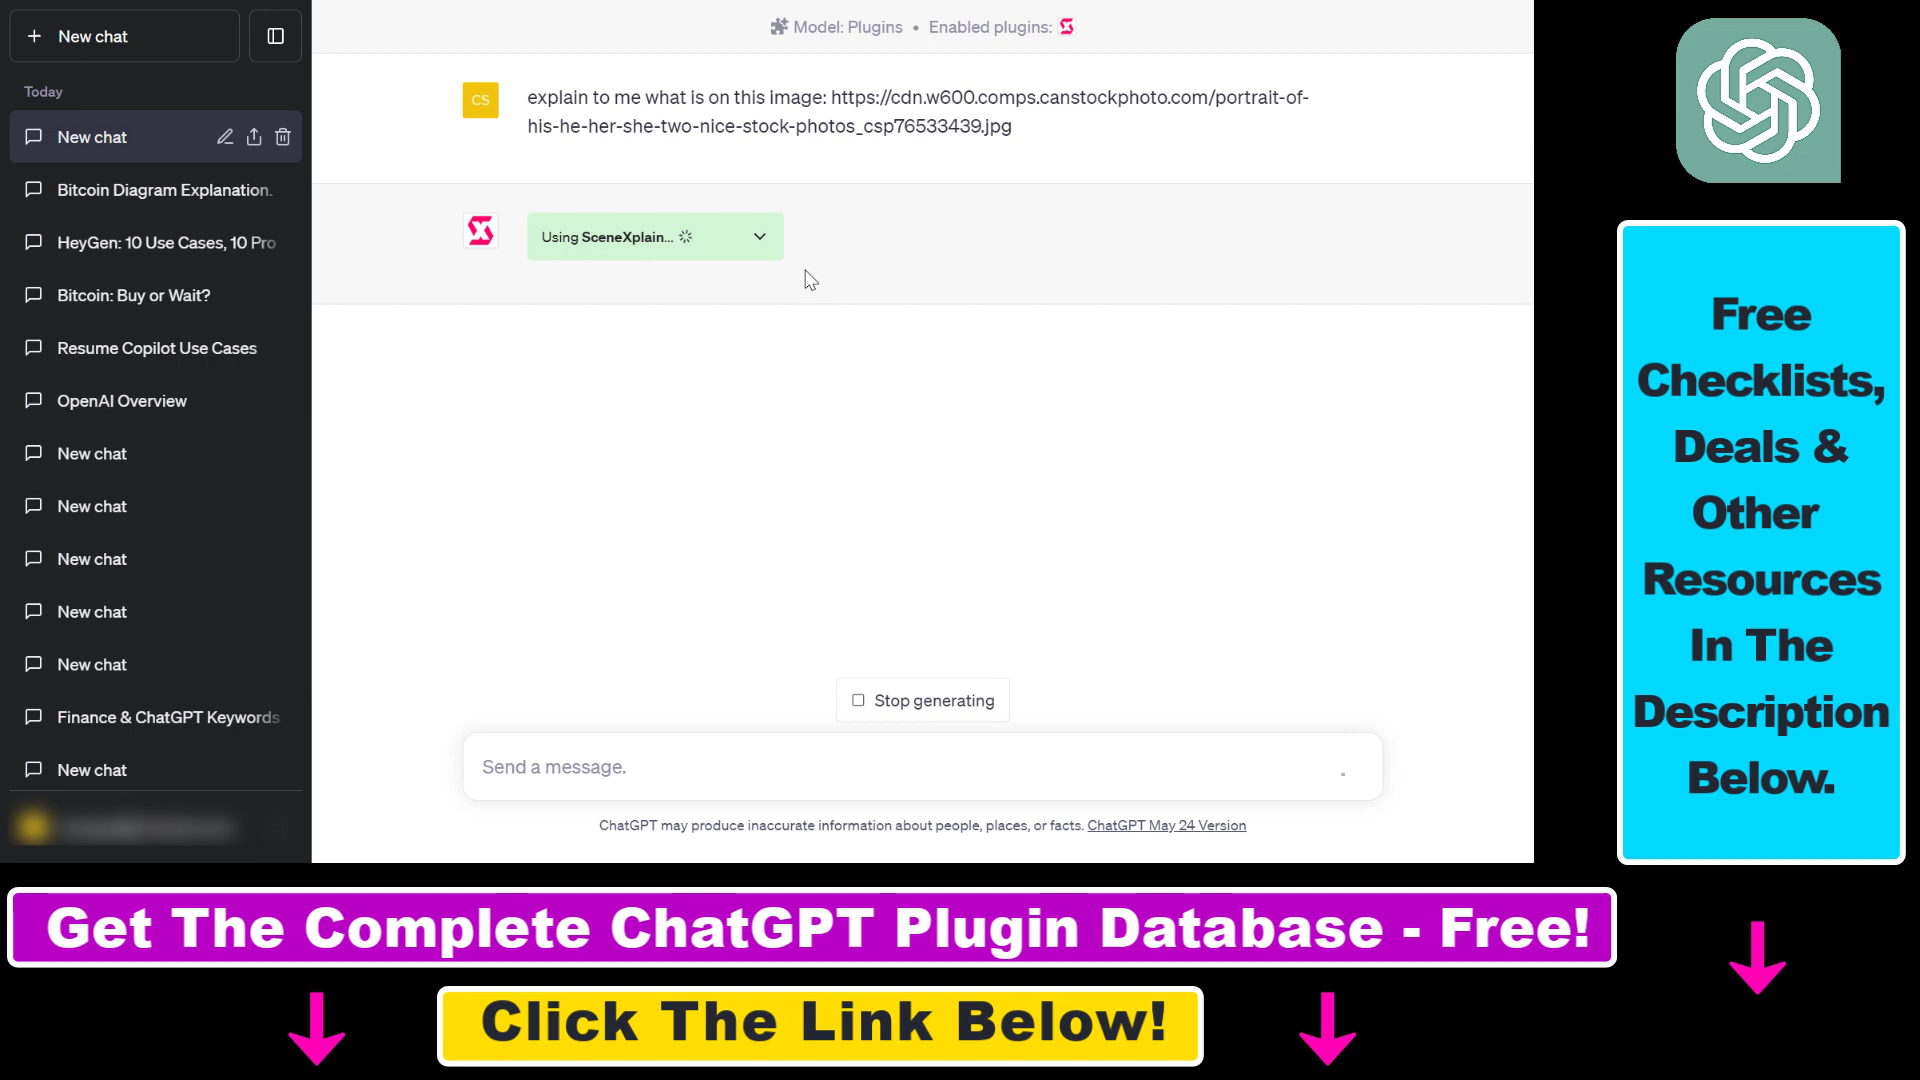 New chat
Today
New chat
Bitcoin Diagram Explanation.
HeyGen: 10 Use Cases, 10 Pro
Bitcoin: Buy or Wait?
Resume Copilot Use Cases
OpenAI Overview
New chat
New chat
New chat
New chat
New chat
Finance & ChatGPT Keywords
New chat
Model: Plugins • Enabled plugins:
CS
explain to me what is on this image: https://cdn.w600.comps.canstockphoto.com/portrait-of-
his-he-her-she-two-nice-stock-photos_csp76533439.jpg
Using SceneXplain...
Stop generating
Send a message.
ChatGPT may produce inaccurate information about people, places, or facts. ChatGPT May 24 Version
Free
Checklists,
Deals &
Other
Resources
In The
Description
Below.
Get The Complete ChatGPT Plugin Database - Free!
Click The Link Below!